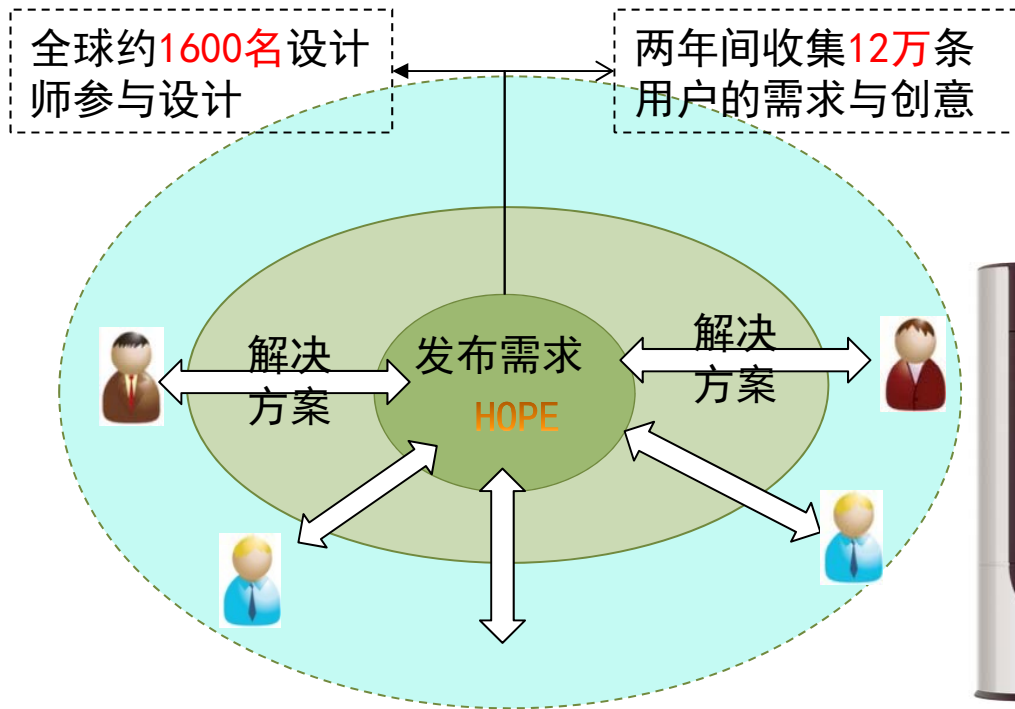 全球约1600名设计
师参与设计
两年间收集12万条
用户的需求与创意
解决
方案
发布需求
HOPE
解决
方案